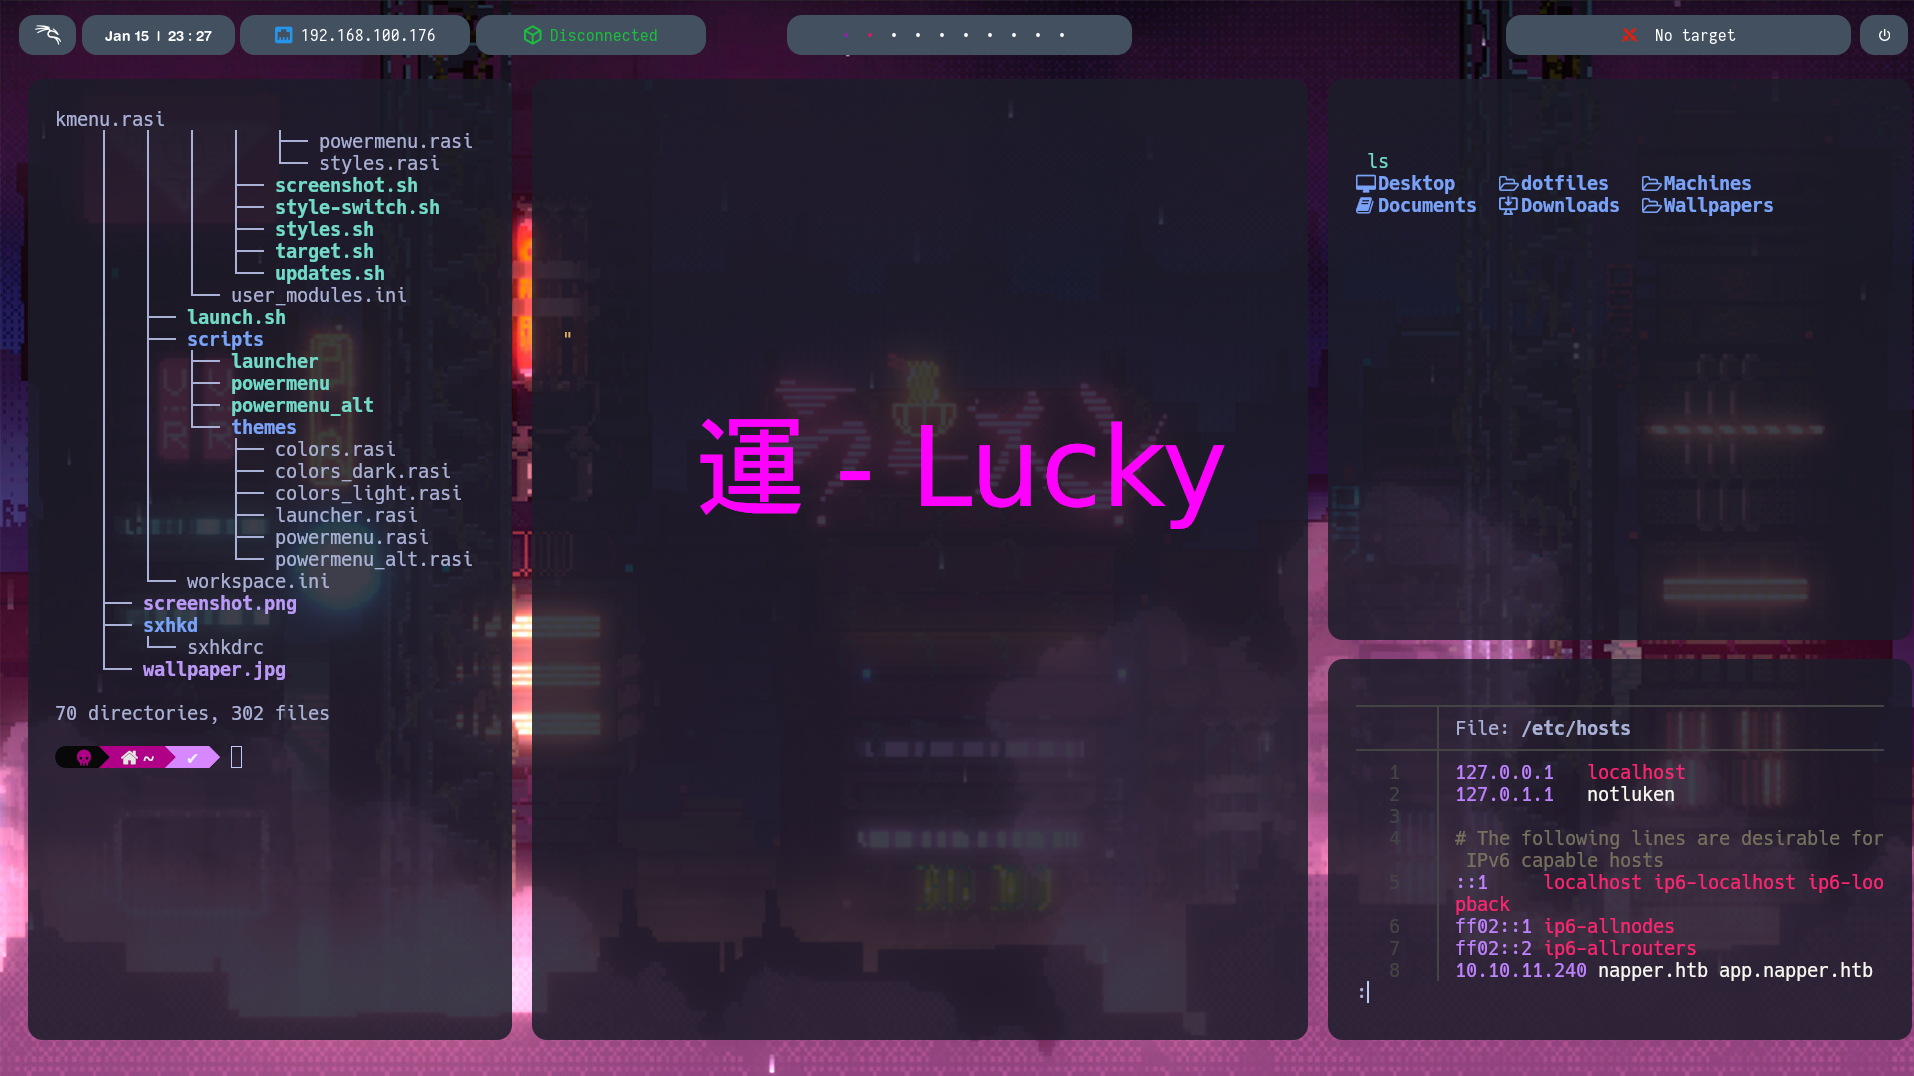 Jan 15 | 23 : 27
192.168.100.176
Disconnected
No target
kmenu.rasi
├── powermenu.rasi
└── styles.rasi
├── screenshot.sh
├── style-switch.sh
├── styles.sh
├── target.sh
└── updates.sh
└── user_modules.ini
├── launch.sh
├── scripts
├── launcher
├── powermenu
├── powermenu_alt
└── themes
├── colors.rasi
├── colors_dark.rasi
├── colors_light.rasi
├── launcher.rasi
├── powermenu.rasi
└── powermenu_alt.rasi
└── workspace.ini
├── screenshot.png
├── sxhkd
└── sxhkdrc
└── wallpaper.jpg
70 directories, 302 files
~ ✔
"
運 - Lucky
ls
Desktop dotfiles Machines
Documents Downloads Wallpapers
File: /etc/hosts
1 127.0.0.1 localhost
2 127.0.1.1 notluken
3
4 # The following lines are desirable for
IPv6 capable hosts
5 ::1 localhost ip6-localhost ip6-loo
pback
6 ff02::1 ip6-allnodes
7 ff02::2 ip6-allrouters
8 10.10.11.240 napper.htb app.napper.htb
: